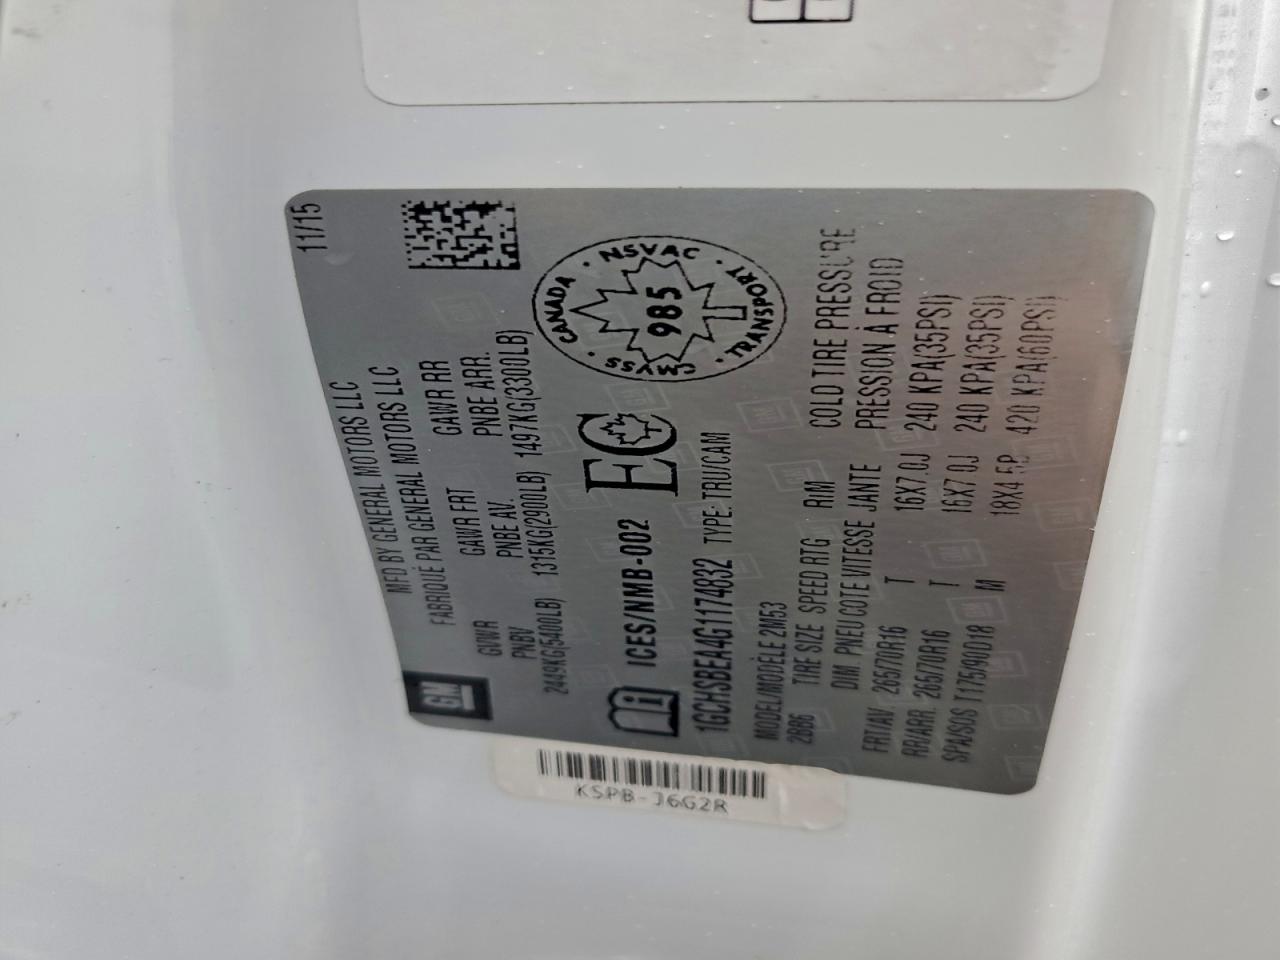 11/15
MFD BY GENERAL MOTORS LLC
FABRIQUÉ PAR GENERAL MOTORS LLC
GM
GVWR GAWR FRT GAWR RR
PNBV PNBE AV. PNBE ARR.
2449KG(5400LB) 1315KG(2900LB) 1497KG(3300LB)
ICES/NMB-002 EC
CANADA · NSVAC · TRANSPORT · CMVSS ·
985
T
1GCHSBEA4G1174832 TYPE: TRU/CAM
MODEL/MODÈLE 2M53
2BB6
TIRE SIZE SPEED RTG RIM COLD TIRE PRESSURE
DIM. PNEU COTE VITESSE JANTE PRESSION À FROID
FRT/AV. 265/70R16 T 16X7.0J 240 KPA(35PSI)
RR/ARR. 265/70R16 T 16X7.0J 240 KPA(35PSI)
SPA/SOS T175/90D18 M 18X4.5B 420 KPA(60PSI)
KSPB-J6G2R